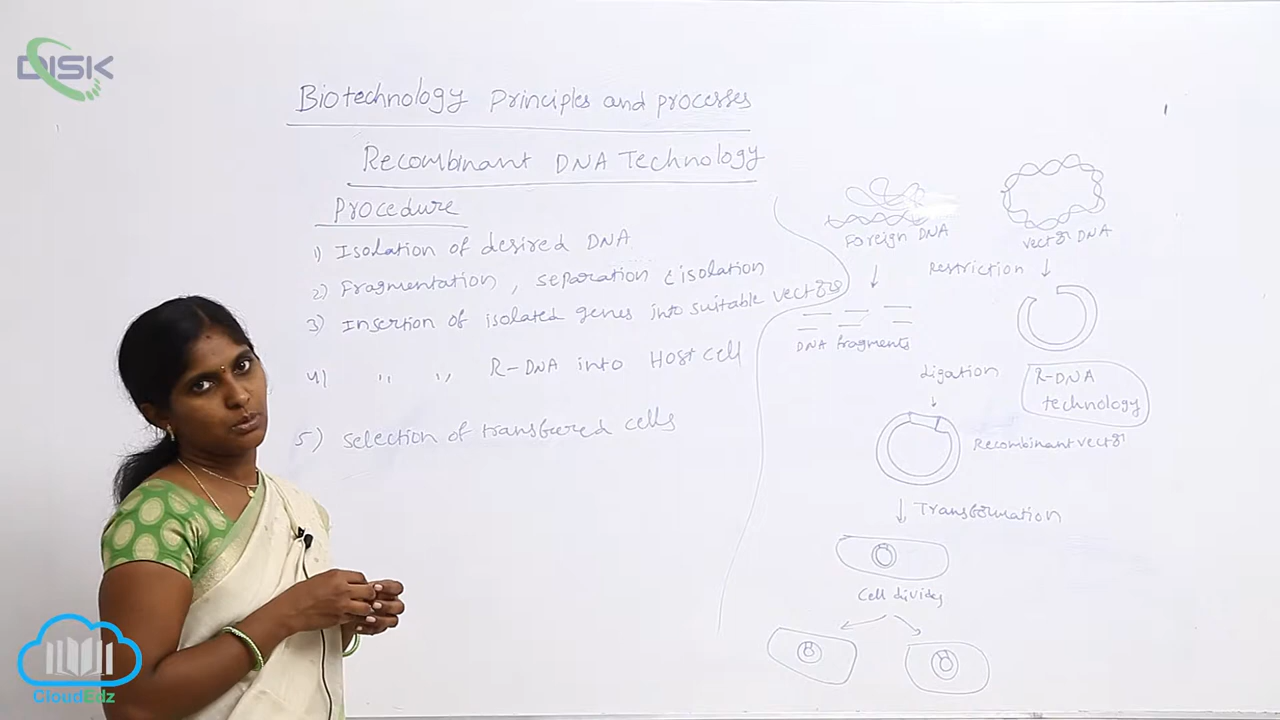 DISK
Biotechnology Principles and processes
Recombinant DNA Technology
Procedure
1) Isolation of desired DNA
2) Fragmentation, separation & isolation
3) Insertion of isolated genes into suitable vectors
4) " " R-DNA into Host cell
5) Selection of transfered cells
Foreign DNA
vector DNA
Restriction
DNA fragments
Ligation
R-DNA
technology
Recombinant vector
Transformation
Cell divides
CloudEdz